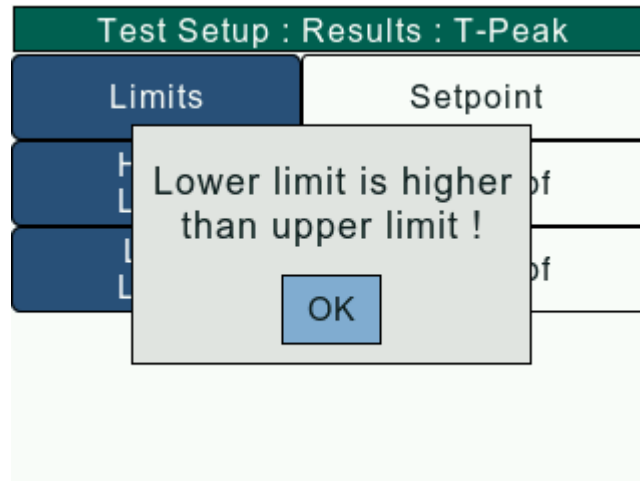 Test Setup : Results : T-Peak
Limits
Setpoint
Lower limit is higher
than upper limit !
OK